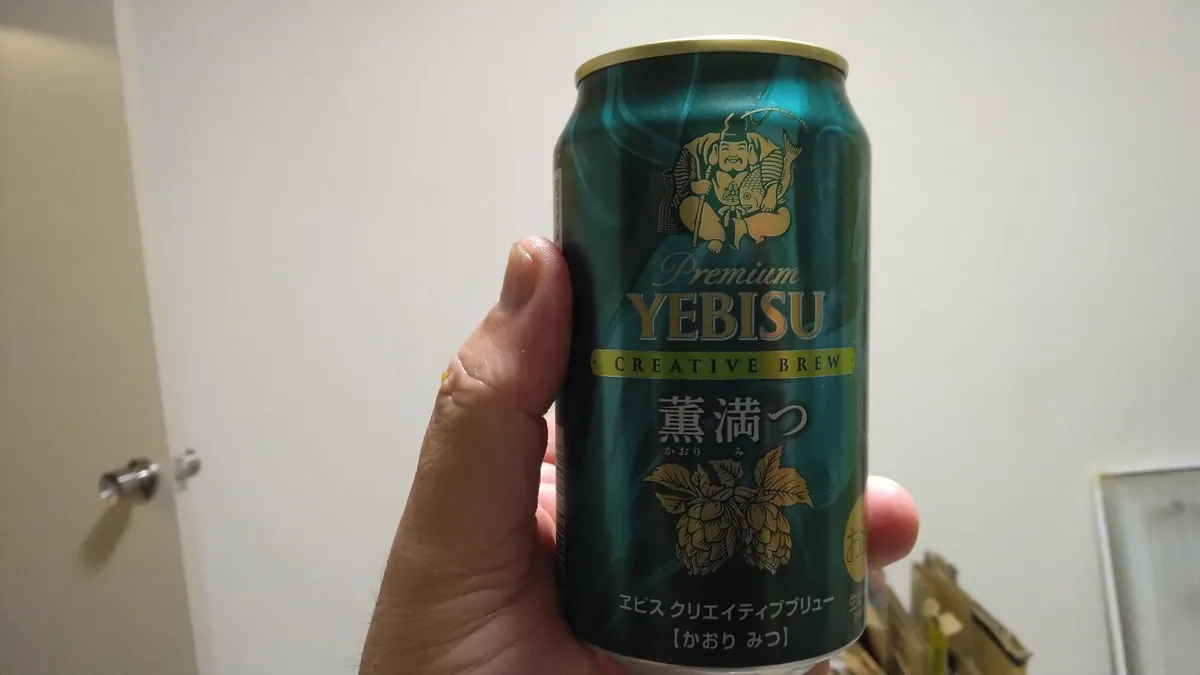 Premium
YEBISU
CREATIVE BREW
薫満つ
かおり み
ヱビス クリエイティブブリュー
【かおり みつ】
お